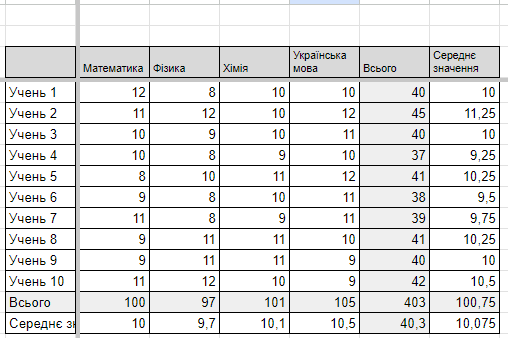 Математика Фізика Хімія Українська мова Всього Середнє значення
Учень 1 12 8 10 10 40 10
Учень 2 11 12 10 12 45 11,25
Учень 3 10 9 10 11 40 10
Учень 4 10 8 9 10 37 9,25
Учень 5 8 10 11 12 41 10,25
Учень 6 9 8 10 11 38 9,5
Учень 7 11 8 9 11 39 9,75
Учень 8 9 11 11 10 41 10,25
Учень 9 9 11 11 9 40 10
Учень 10 11 12 10 9 42 10,5
Всього 100 97 101 105 403 100,75
Середнє зн 10 9,7 10,1 10,5 40,3 10,075